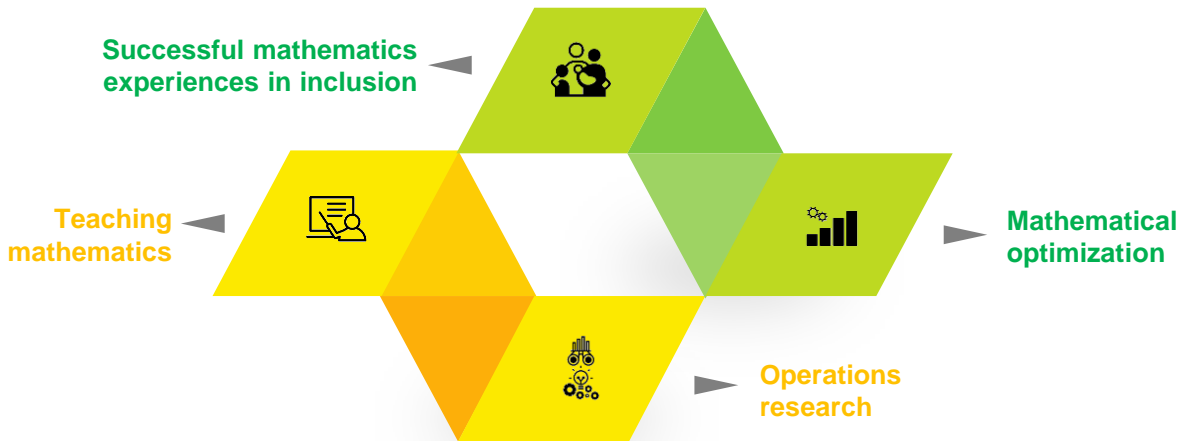 Successful mathematics
experiences in inclusion
Teaching
mathematics
Mathematical
optimization
Operations
research